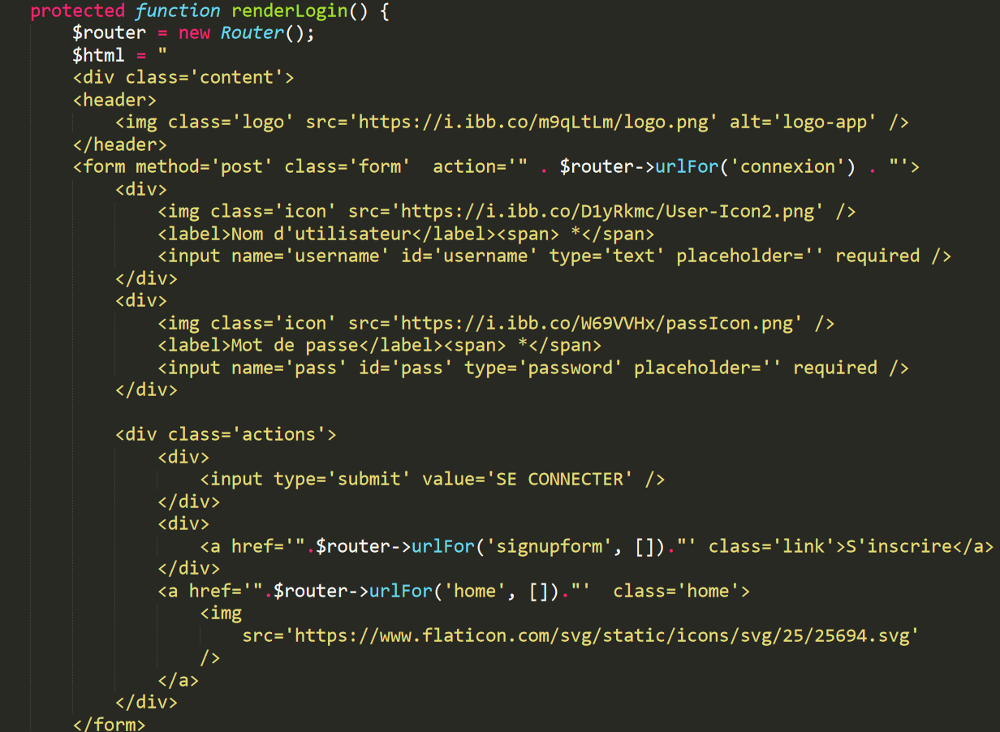 protected function renderLogin() {
    $router = new Router();
    $html = "
    <div class='content'>
    <header>
        <img class='logo' src='https://i.ibb.co/m9qLtLm/logo.png' alt='logo-app' />
    </header>
    <form method='post' class='form'  action='" . $router->urlFor('connexion') . "'>
        <div>
            <img class='icon' src='https://i.ibb.co/D1yRkmc/User-Icon2.png' />
            <label>Nom d'utilisateur</label><span> *</span>
            <input name='username' id='username' type='text' placeholder='' required />
        </div>
        <div>
            <img class='icon' src='https://i.ibb.co/W69VVHx/passIcon.png' />
            <label>Mot de passe</label><span> *</span>
            <input name='pass' id='pass' type='password' placeholder='' required />
        </div>

        <div class='actions'>
            <div>
                <input type='submit' value='SE CONNECTER' />
            </div>
            <div>
                <a href='".$router->urlFor('signupform', [])."' class='link'>S'inscrire</a>
            </div>
            <a href='".$router->urlFor('home', [])."'  class='home'>
                <img
                    src='https://www.flaticon.com/svg/static/icons/svg/25/25694.svg'
                />
            </a>
        </div>
    </form>